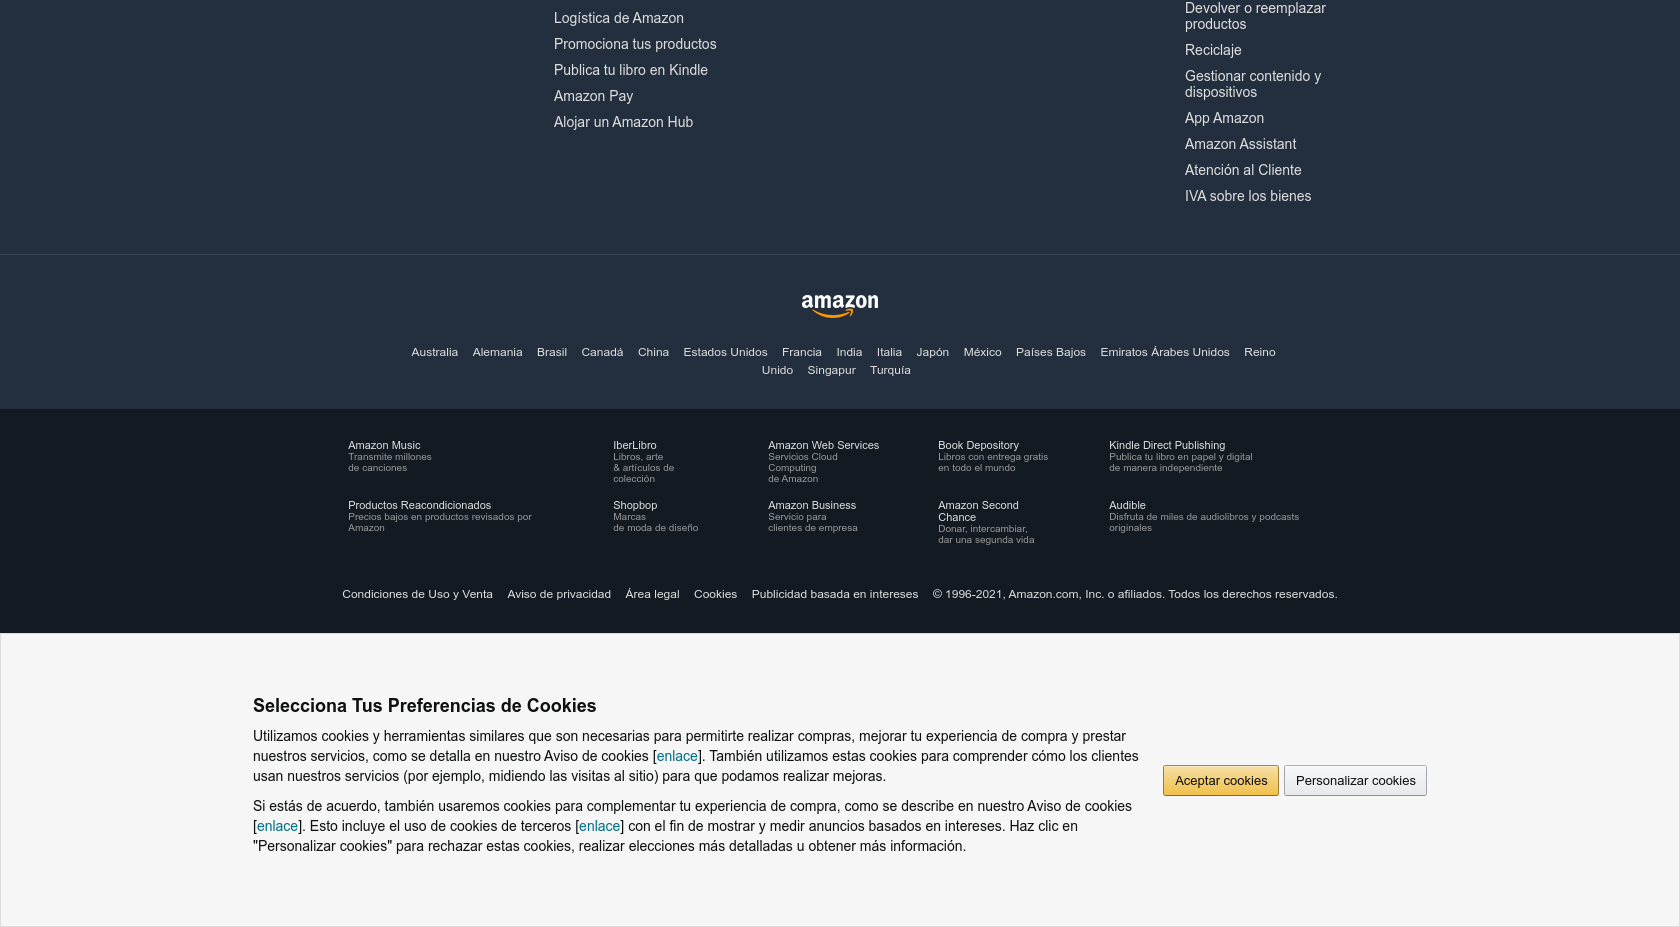 Logística de Amazon
Promociona tus productos
Publica tu libro en Kindle
Amazon Pay
Alojar un Amazon Hub
Devolver o reemplazar
productos
Reciclaje
Gestionar contenido y
dispositivos
App Amazon
Amazon Assistant
Atención al Cliente
IVA sobre los bienes
amazon
Australia Alemania Brasil Canadá China Estados Unidos Francia India Italia Japón México Países Bajos Emiratos Árabes Unidos Reino
Unido Singapur Turquía
Amazon Music
Transmite millones
de canciones
IberLibro
Libros, arte
& artículos de
colección
Amazon Web Services
Servicios Cloud
Computing
de Amazon
Book Depository
Libros con entrega gratis
en todo el mundo
Kindle Direct Publishing
Publica tu libro en papel y digital
de manera independiente
Productos Reacondicionados
Precios bajos en productos revisados por
Amazon
Shopbop
Marcas
de moda de diseño
Amazon Business
Servicio para
clientes de empresa
Amazon Second
Chance
Donar, intercambiar,
dar una segunda vida
Audible
Disfruta de miles de audiolibros y podcasts
originales
Condiciones de Uso y Venta Aviso de privacidad Área legal Cookies Publicidad basada en intereses © 1996-2021, Amazon.com, Inc. o afiliados. Todos los derechos reservados.
Selecciona Tus Preferencias de Cookies
Utilizamos cookies y herramientas similares que son necesarias para permitirte realizar compras, mejorar tu experiencia de compra y prestar
nuestros servicios, como se detalla en nuestro Aviso de cookies [enlace]. También utilizamos estas cookies para comprender cómo los clientes
usan nuestros servicios (por ejemplo, midiendo las visitas al sitio) para que podamos realizar mejoras.
Si estás de acuerdo, también usaremos cookies para complementar tu experiencia de compra, como se describe en nuestro Aviso de cookies
[enlace]. Esto incluye el uso de cookies de terceros [enlace] con el fin de mostrar y medir anuncios basados en intereses. Haz clic en
"Personalizar cookies" para rechazar estas cookies, realizar elecciones más detalladas u obtener más información.
Aceptar cookies
Personalizar cookies